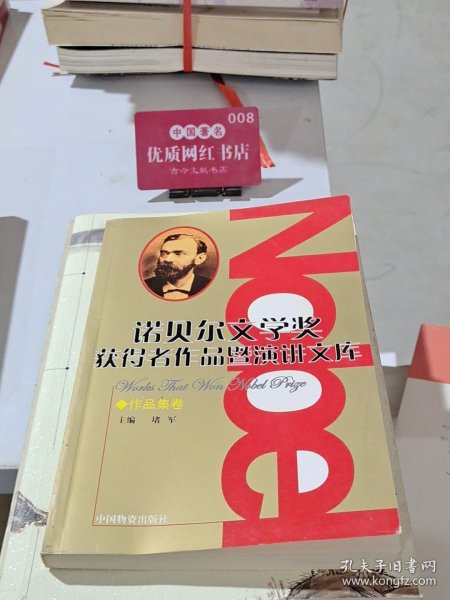 008
中国著名
优质网红书店
古今文献书店
Nobel
诺贝尔文学奖
获得者作品暨演讲文库
Works That Won Nobel Prize
◆作品集卷
主编 堵军
中国物资出版社
孔夫子旧书网
www.kongfz.com